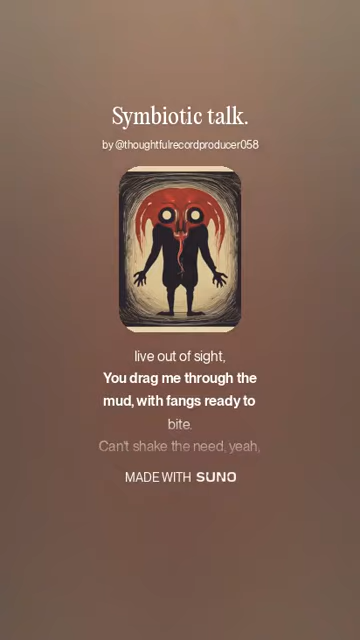 Symbiotic talk.
by @thoughtfulrecordproducer058
live out of sight,
You drag me through the
mud, with fangs ready to
bite.
Can't shake the need, yeah,
MADE WITH SUNO